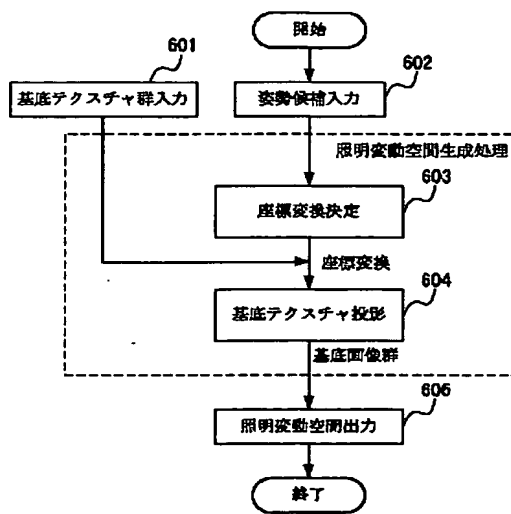 開始
601
602
基底テクスチャ群入力
姿勢候補入力
照明変動空間生成処理
603
座標変換決定
座標変換
604
基底テクスチャ投影
基底画像群
605
照明変動空間出力
終了